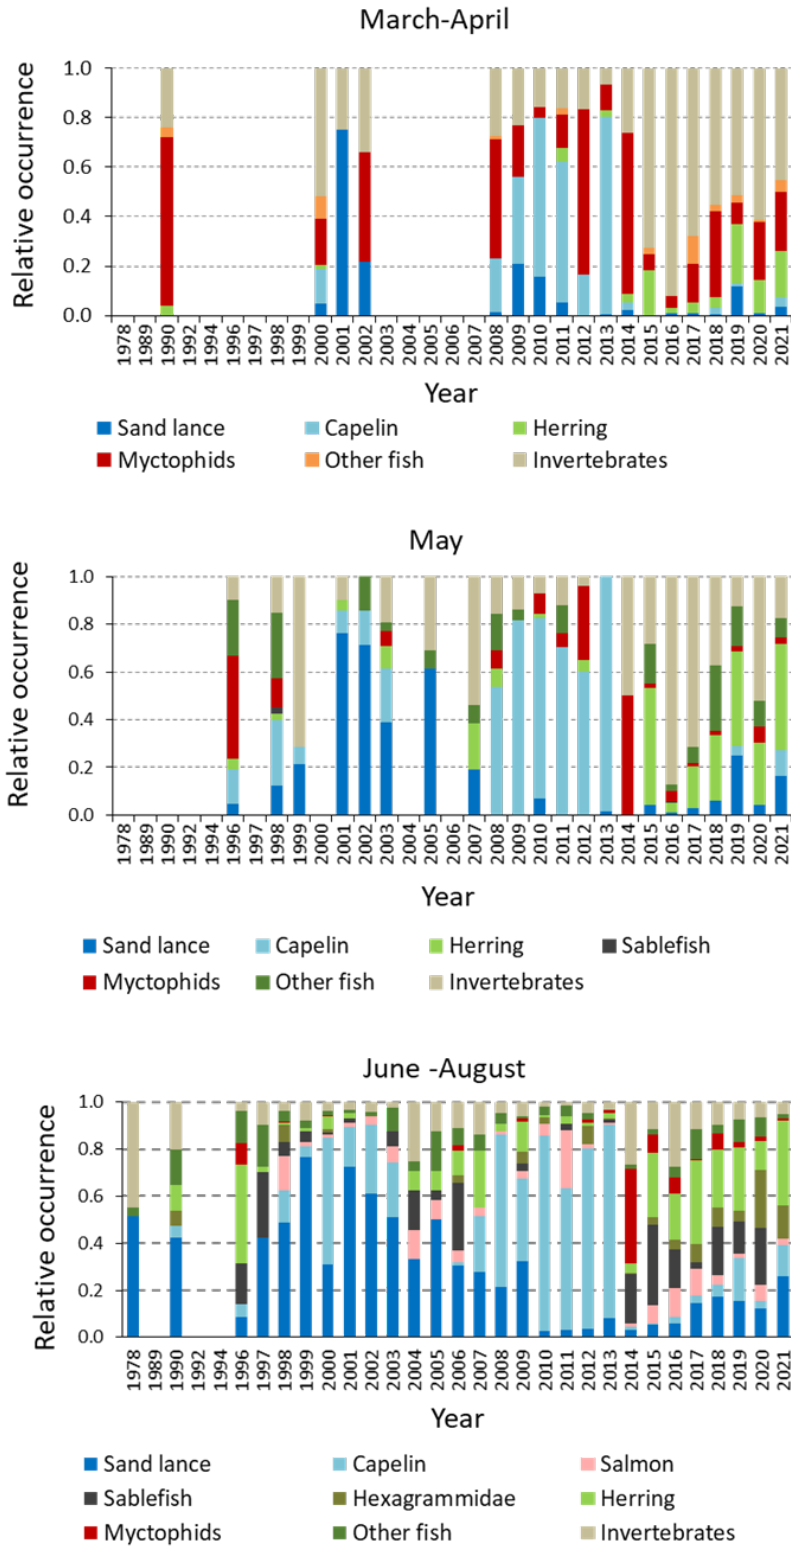 March-April
Relative occurrence
1.0
0.8
0.6
0.4
0.2
0.0
1978 1989 1990 1992 1994 1996 1997 1998 1999 2000 2001 2002 2003 2004 2005 2006 2007 2008 2009 2010 2011 2012 2013 2014 2015 2016 2017 2018 2019 2020 2021
Year
Sand lance Capelin Herring
Myctophids Other fish Invertebrates
May
Relative occurrence
1.0
0.8
0.6
0.4
0.2
0.0
1978 1989 1990 1992 1994 1996 1997 1998 1999 2000 2001 2002 2003 2004 2005 2006 2007 2008 2009 2010 2011 2012 2013 2014 2015 2016 2017 2018 2019 2020 2021
Year
Sand lance Capelin Herring Sablefish
Myctophids Other fish Invertebrates
June -August
Relative occurrence
1.0
0.8
0.6
0.4
0.2
0.0
1978 1989 1990 1992 1994 1996 1997 1998 1999 2000 2001 2002 2003 2004 2005 2006 2007 2008 2009 2010 2011 2012 2013 2014 2015 2016 2017 2018 2019 2020 2021
Year
Sand lance Capelin Salmon
Sablefish Hexagrammidae Herring
Myctophids Other fish Invertebrates